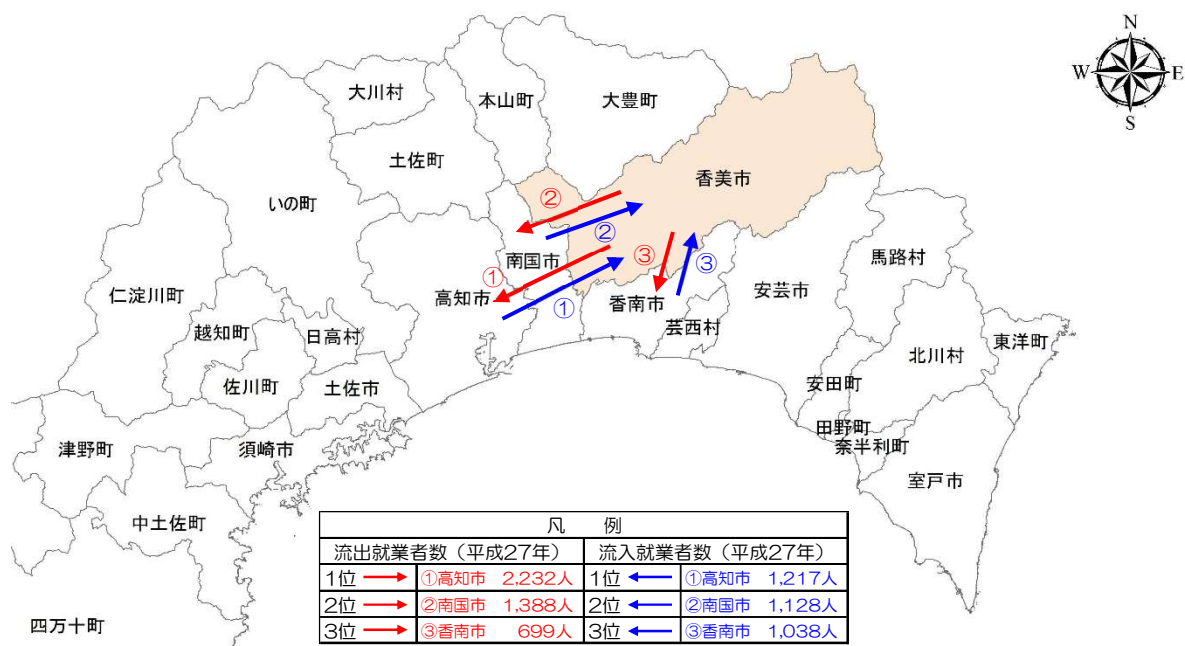 N
W E
S
大川村
本山町
大豊町
土佐町
香美市
いの町
②
②
南国市
③
③
馬路村
①
高知市
①
香南市
安芸市
仁淀川町
芸西村
越知町
日高村
東洋町
北川村
佐川町
土佐市
安田町
田野町
奈半利町
津野町
須崎市
室戸市
中土佐町
四万十町
凡 例
流出就業者数（平成27年） 流入就業者数（平成27年）
1位 ①高知市 2,232人 1位 ①高知市 1,217人
2位 ②南国市 1,388人 2位 ②南国市 1,128人
3位 ③香南市 699人 3位 ③香南市 1,038人